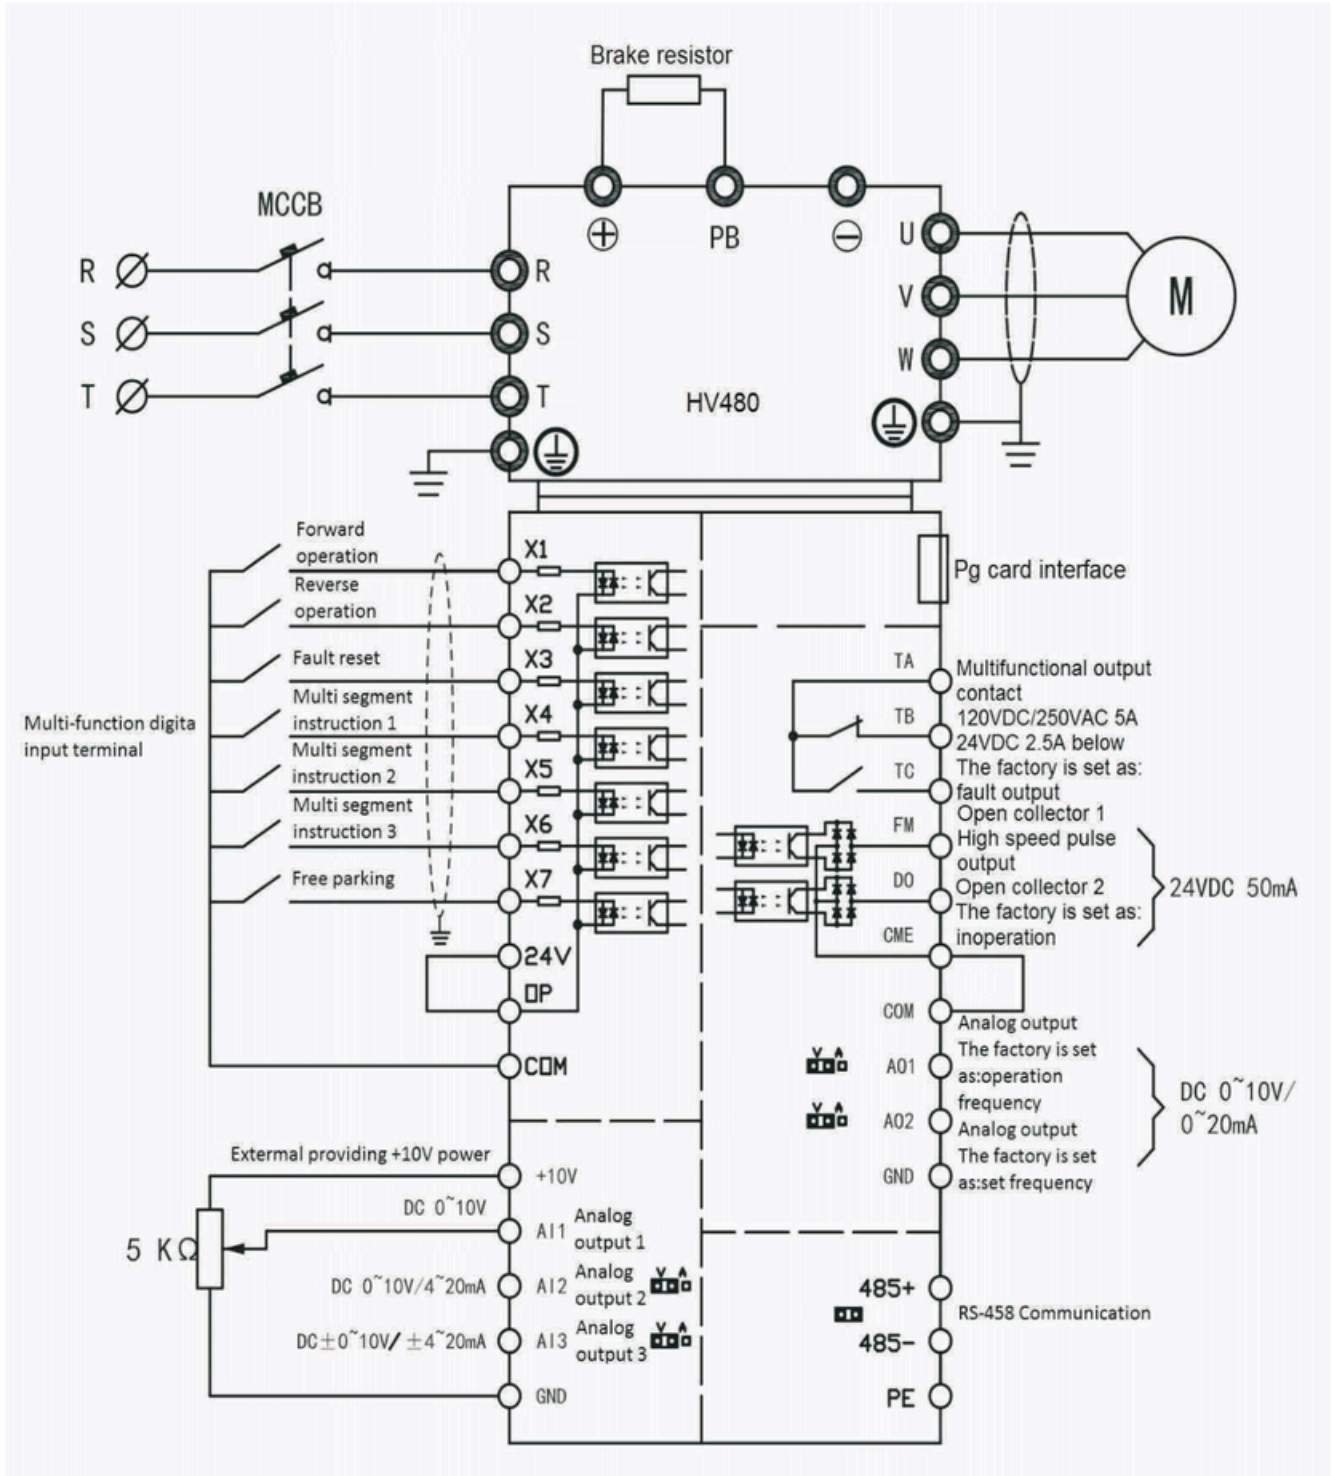 Brake resistor
MCCB
PB
R
S
T
R
S
T
U
V
W
M
HV480
Forward
operation
Reverse
operation
Fault reset
Multi segment
instruction 1
Multi segment
instruction 2
Multi segment
instruction 3
Free parking
Multi-function digita
input terminal
X1
X2
X3
X4
X5
X6
X7
24V
OP
COM
Pg card interface
TA
TB
TC
FM
DO
CME
COM
AO1
AO2
GND
Multifunctional output
contact
120VDC/250VAC 5A
24VDC 2.5A below
The factory is set as:
fault output
Open collector 1
High speed pulse
output
Open collector 2
The factory is set as:
inoperation
24VDC 50mA
Analog output
The factory is set
as:operation
frequency
Analog output
The factory is set
as:set frequency
DC 0~10V/
0~20mA
V A
V A
Extermal providing +10V power
DC 0~10V
5 KΩ
DC 0~10V/4~20mA
DC±0~10V/ ±4~20mA
+10V
AI1
Analog
output 1
AI2
Analog
output 2
V A
AI3
Analog
output 3
V A
GND
485+
RS-458 Communication
485-
PE